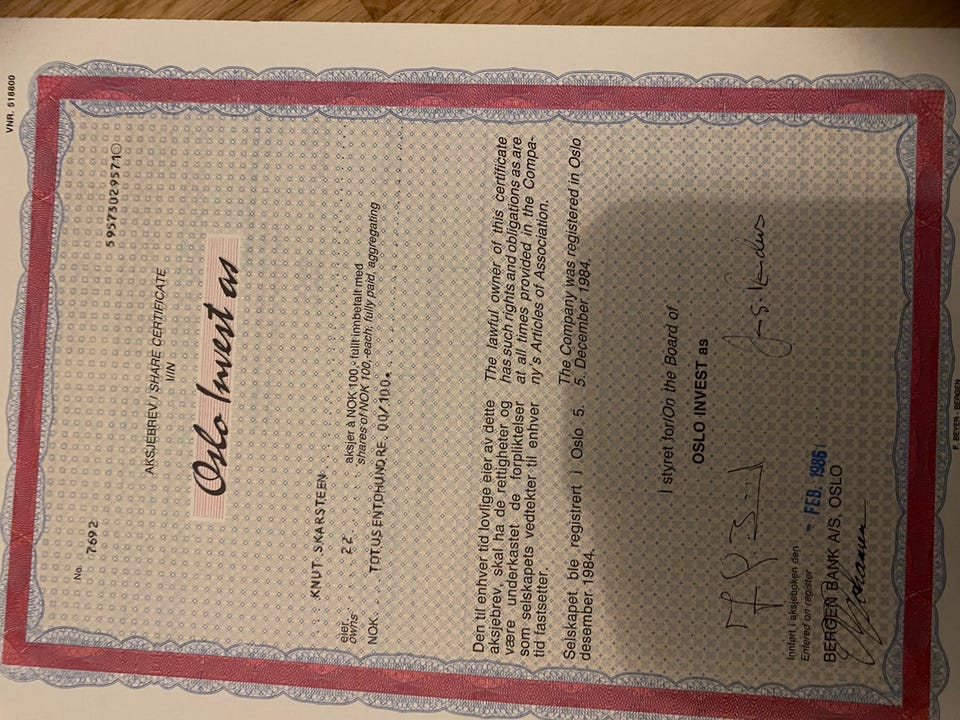 VNR. 518800
5957302957 1
No. 7692
AKSJEBREV / SHARE CERTIFICATE
I/IN
Oslo Invest as
KNUT SKARSTEEN
eier 22 aksjer à NOK 100,- fullt innbetalt med
owns shares of NOK 100,- each, fully paid, aggregating
NOK. TOTUSENTOHUNDRE. 00/100.
Den til enhver tid lovlige eier av dette
aksjebrev, skal ha de rettigheter og
være underkastet de forpliktelser
som selskapets vedtekter til enhver
tid fastsetter.
Selskapet ble registrert i Oslo 5.
desember 1984.
The lawful owner of this certificate
has such rights and obligations as are
at all times provided in the Compa-
ny's Articles of Association.
The Company was registered in Oslo
5. December 1984.
I styret for/On the Board of
OSLO INVEST as
Innført i aksjeboken den
Entered on register
FEB. 1986
BERGEN BANK A/S, OSLO
F. BEYER - BERGEN